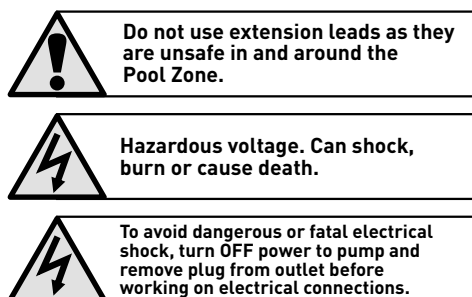 Do not use extension leads as they
are unsafe in and around the
Pool Zone.
Hazardous voltage. Can shock,
burn or cause death.
To avoid dangerous or fatal electrical
shock, turn OFF power to pump and
remove plug from outlet before
working on electrical connections.